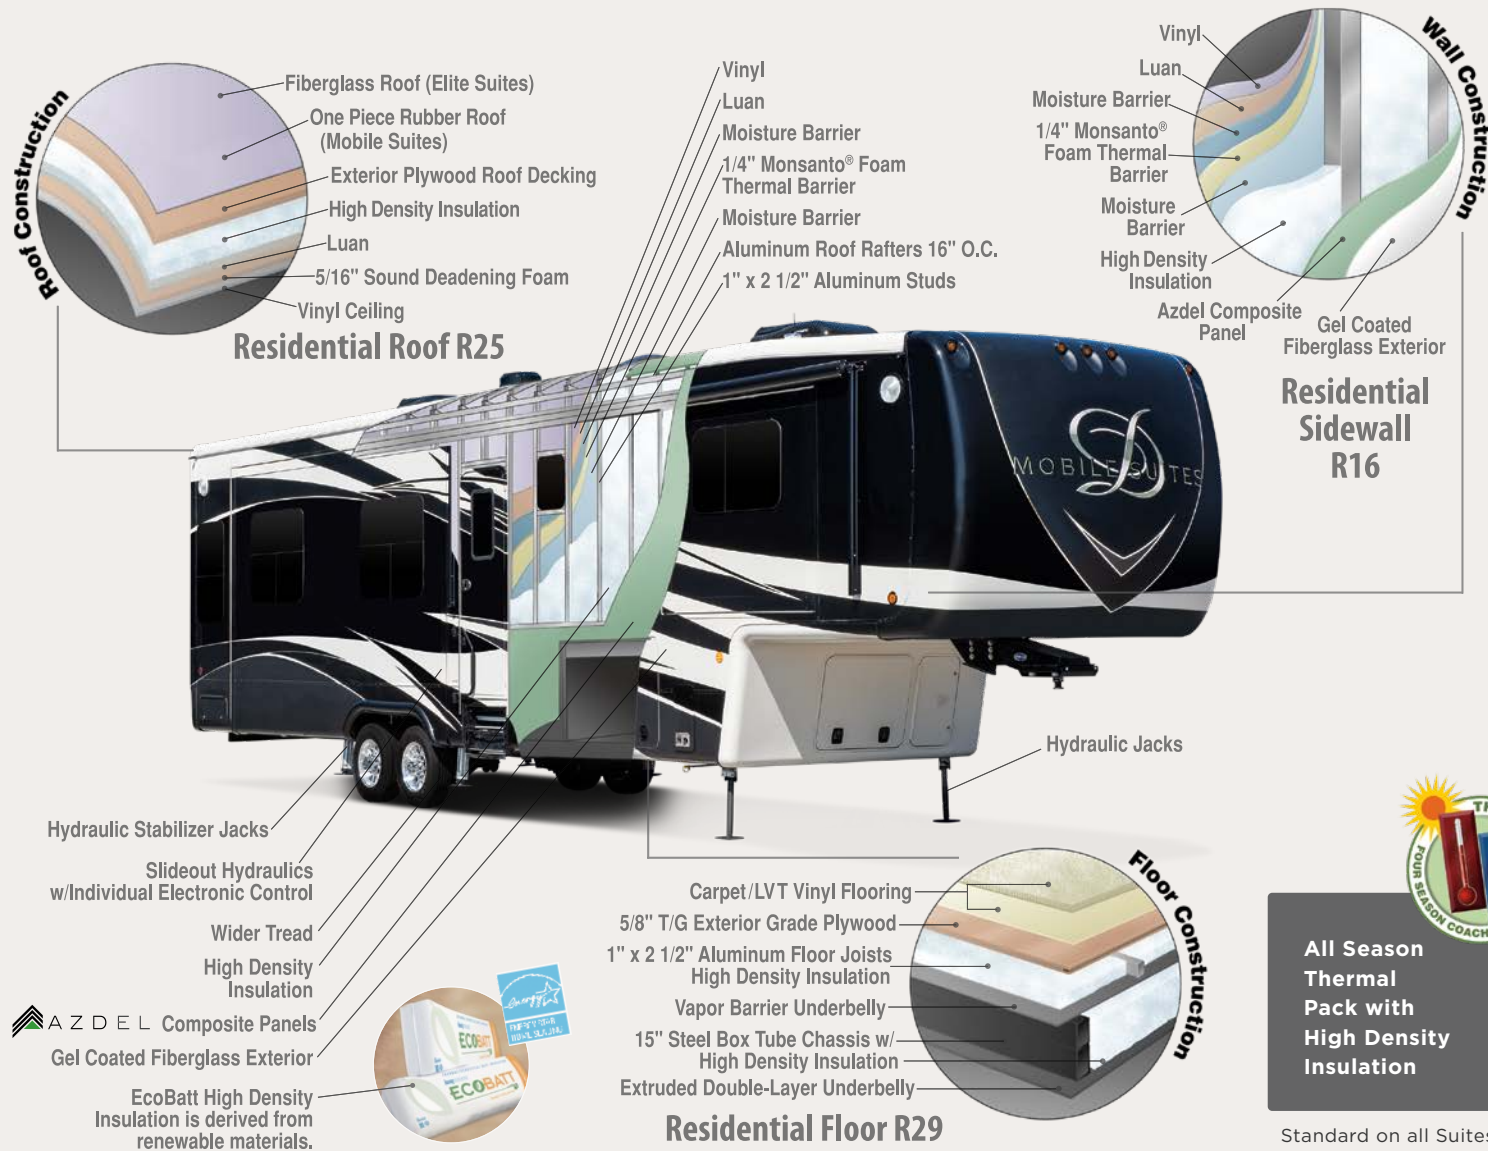 Roof Construction
Fiberglass Roof (Elite Suites)
One Piece Rubber Roof
(Mobile Suites)
Exterior Plywood Roof Decking
High Density Insulation
Luan
5/16" Sound Deadening Foam
Vinyl Ceiling
Residential Roof R25
Vinyl
Luan
Moisture Barrier
1/4" Monsanto® Foam
Thermal Barrier
Moisture Barrier
Aluminum Roof Rafters 16" O.C.
1" x 2 1/2" Aluminum Studs
Wall Construction
Vinyl
Luan
Moisture Barrier
1/4" Monsanto®
Foam Thermal
Barrier
Moisture
Barrier
High Density
Insulation
Azdel Composite
Panel
Gel Coated
Fiberglass Exterior
Residential
Sidewall
R16
D
MOBILE SUITES
Hydraulic Jacks
Hydraulic Stabilizer Jacks
Slideout Hydraulics
w/Individual Electronic Control
Wider Tread
High Density
Insulation
AZDEL Composite Panels
Gel Coated Fiberglass Exterior
EcoBatt High Density
Insulation is derived from
renewable materials.
energy
ECOBATT
ECOBATT
Floor Construction
Carpet/LVT Vinyl Flooring
5/8" T/G Exterior Grade Plywood
1" x 2 1/2" Aluminum Floor Joists
High Density Insulation
Vapor Barrier Underbelly
15" Steel Box Tube Chassis w/
High Density Insulation
Extruded Double-Layer Underbelly
Residential Floor R29
FOUR SEASON COACH
All Season
Thermal
Pack with
High Density
Insulation
Standard on all Suites